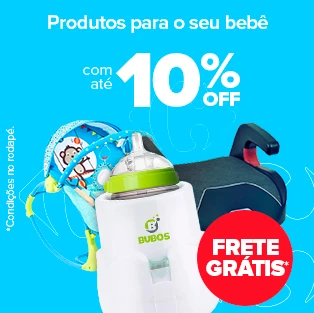 Produtos para o seu bebê
com
até
10%
OFF
*Condições no rodapé.
B
BUBOS
FRETE
GRÁTIS*